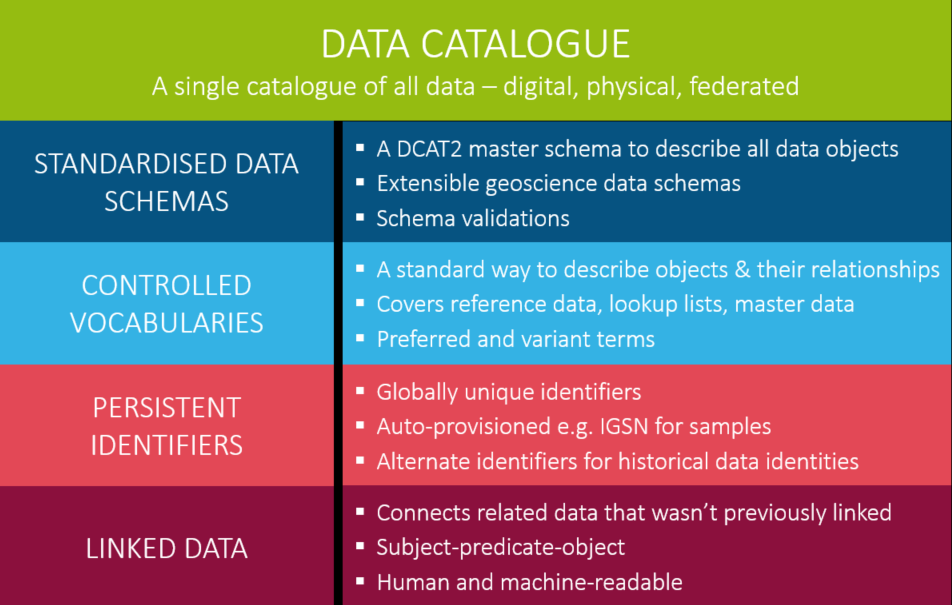 DATA CATALOGUE
A single catalogue of all data – digital, physical, federated
STANDARDISED DATA
SCHEMAS
▪ A DCAT2 master schema to describe all data objects
▪ Extensible geoscience data schemas
▪ Schema validations
CONTROLLED
VOCABULARIES
▪ A standard way to describe objects & their relationships
▪ Covers reference data, lookup lists, master data
▪ Preferred and variant terms
PERSISTENT
IDENTIFIERS
▪ Globally unique identifiers
▪ Auto-provisioned e.g. IGSN for samples
▪ Alternate identifiers for historical data identities
LINKED DATA
▪ Connects related data that wasn't previously linked
▪ Subject-predicate-object
▪ Human and machine-readable